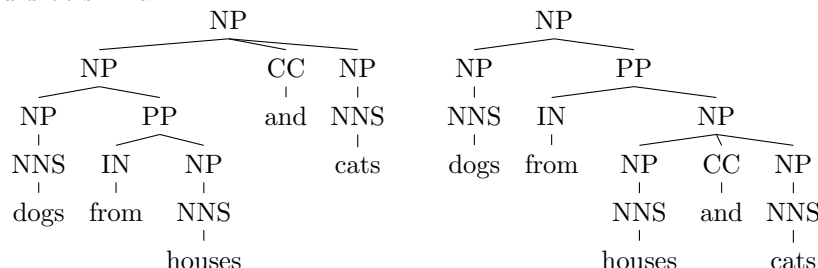 NP NP
NP CC NP NP PP
NP PP and NNS NNS IN NP
NNS IN NP cats dogs from NP CC NP
dogs from NNS NNS and NNS
houses houses cats